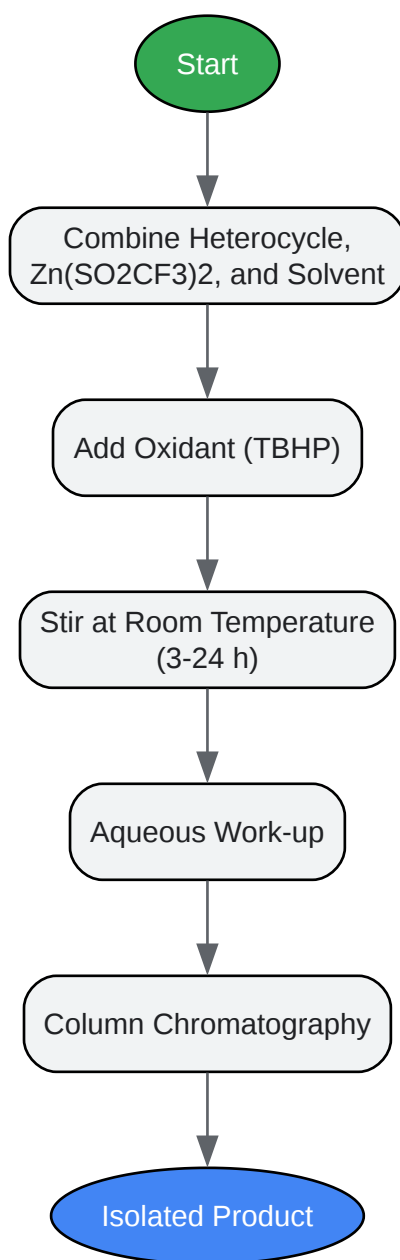 Start
Combine Heterocycle,
Zn(SO2CF3)2, and Solvent
Add Oxidant (TBHP)
Stir at Room Temperature
(3-24 h)
Aqueous Work-up
Column Chromatography
Isolated Product